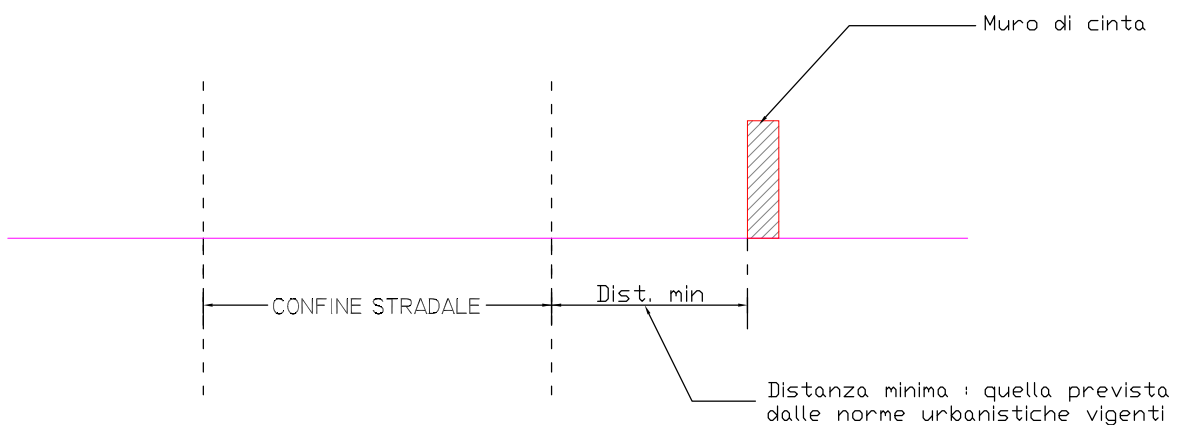 Muro di cinta
CONFINE STRADALE
Dist. min
Distanza minima : quella prevista
dalle norme urbanistiche vigenti